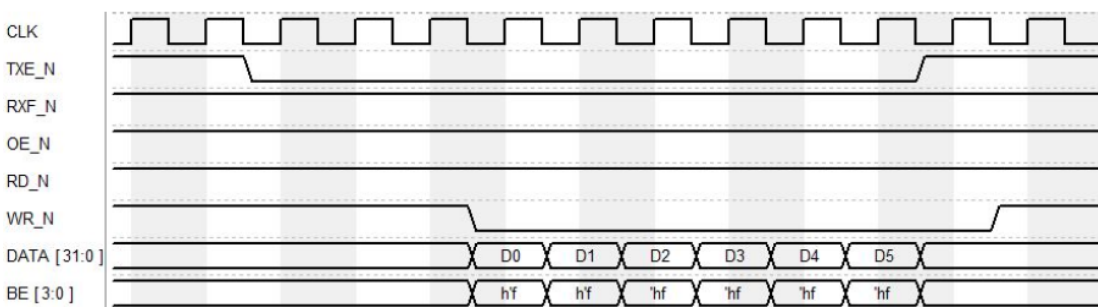 CLK
TXE_N
RXF_N
OE_N
RD_N
WR_N
DATA [31:0 ] D0 D1 D2 D3 D4 D5
BE [3:0 ] h'f h'f 'hf 'hf 'hf 'hf